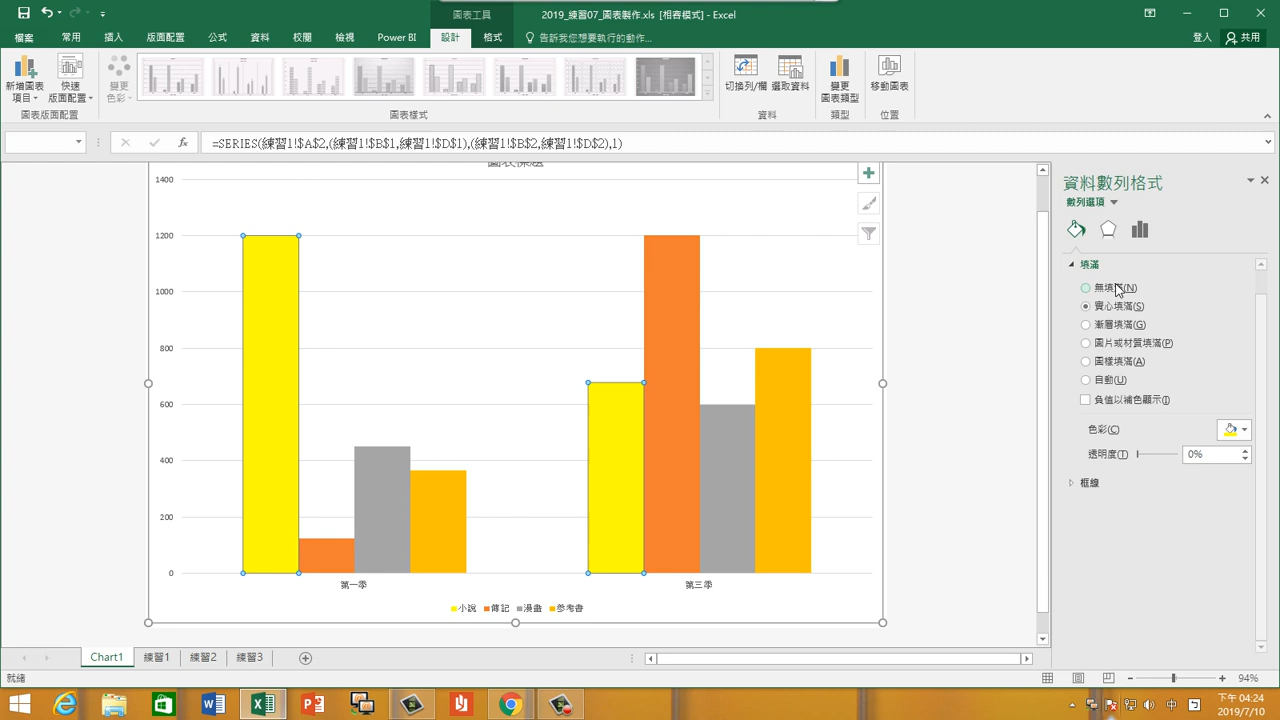 圖表工具
2019_練習07_圖表製作.xls [相容模式] - Excel
檔案 常用 插入 版面配置 公式 資料 校閱 檢視 Power BI 設計 格式 告訴我您想要執行的動作... 登入 共用
新增圖表項目 快速版面配置 變更色彩 切換列/欄 選取資料 變更圖表類型 移動圖表
圖表版面配置 圖表樣式 資料 類型 位置
=SERIES(練習1!$A$2,(練習1!$B$1,練習1!$D$1),(練習1!$B$2,練習1!$D$2),1)
圖表標題
1400
1200
1000
800
600
400
200
0
第一季 第三季
小說 傳記 漫畫 參考書
資料數列格式
數列選項
填滿
無填滿(N)
實心填滿(S)
漸層填滿(G)
圖片或材質填滿(P)
圖樣填滿(A)
自動(U)
負值以補色顯示(I)
色彩(C)
透明度(T) 0%
框線
Chart1 練習1 練習2 練習3
就緒 94%
中
下午 04:24
2019/7/10